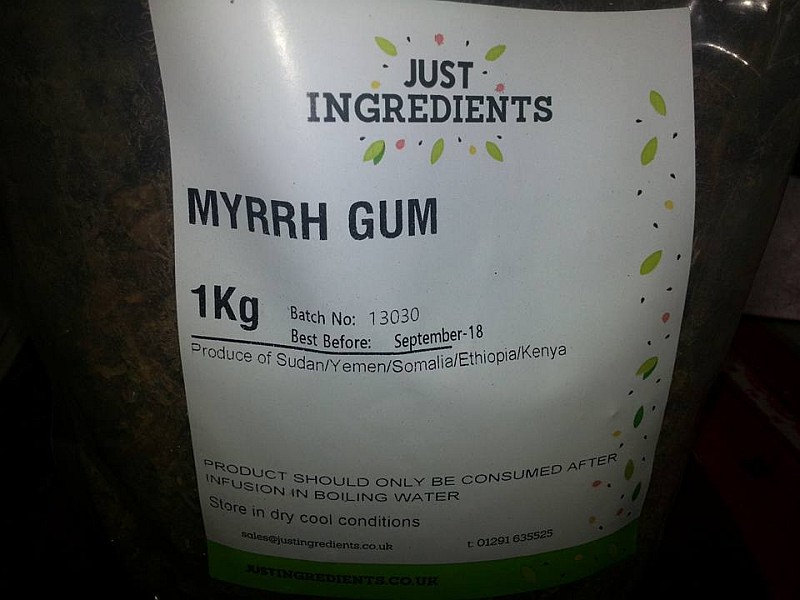 JUST
INGREDIENTS
MYRRH GUM
1Kg
Batch No: 13030
Best Before: September-18
Produce of Sudan/Yemen/Somalia/Ethiopia/Kenya
PRODUCT SHOULD ONLY BE CONSUMED AFTER
INFUSION IN BOILING WATER
Store in dry cool conditions
sales@justingredients.co.uk t: 01291 635525
JUSTINGREDIENTS.CO.UK